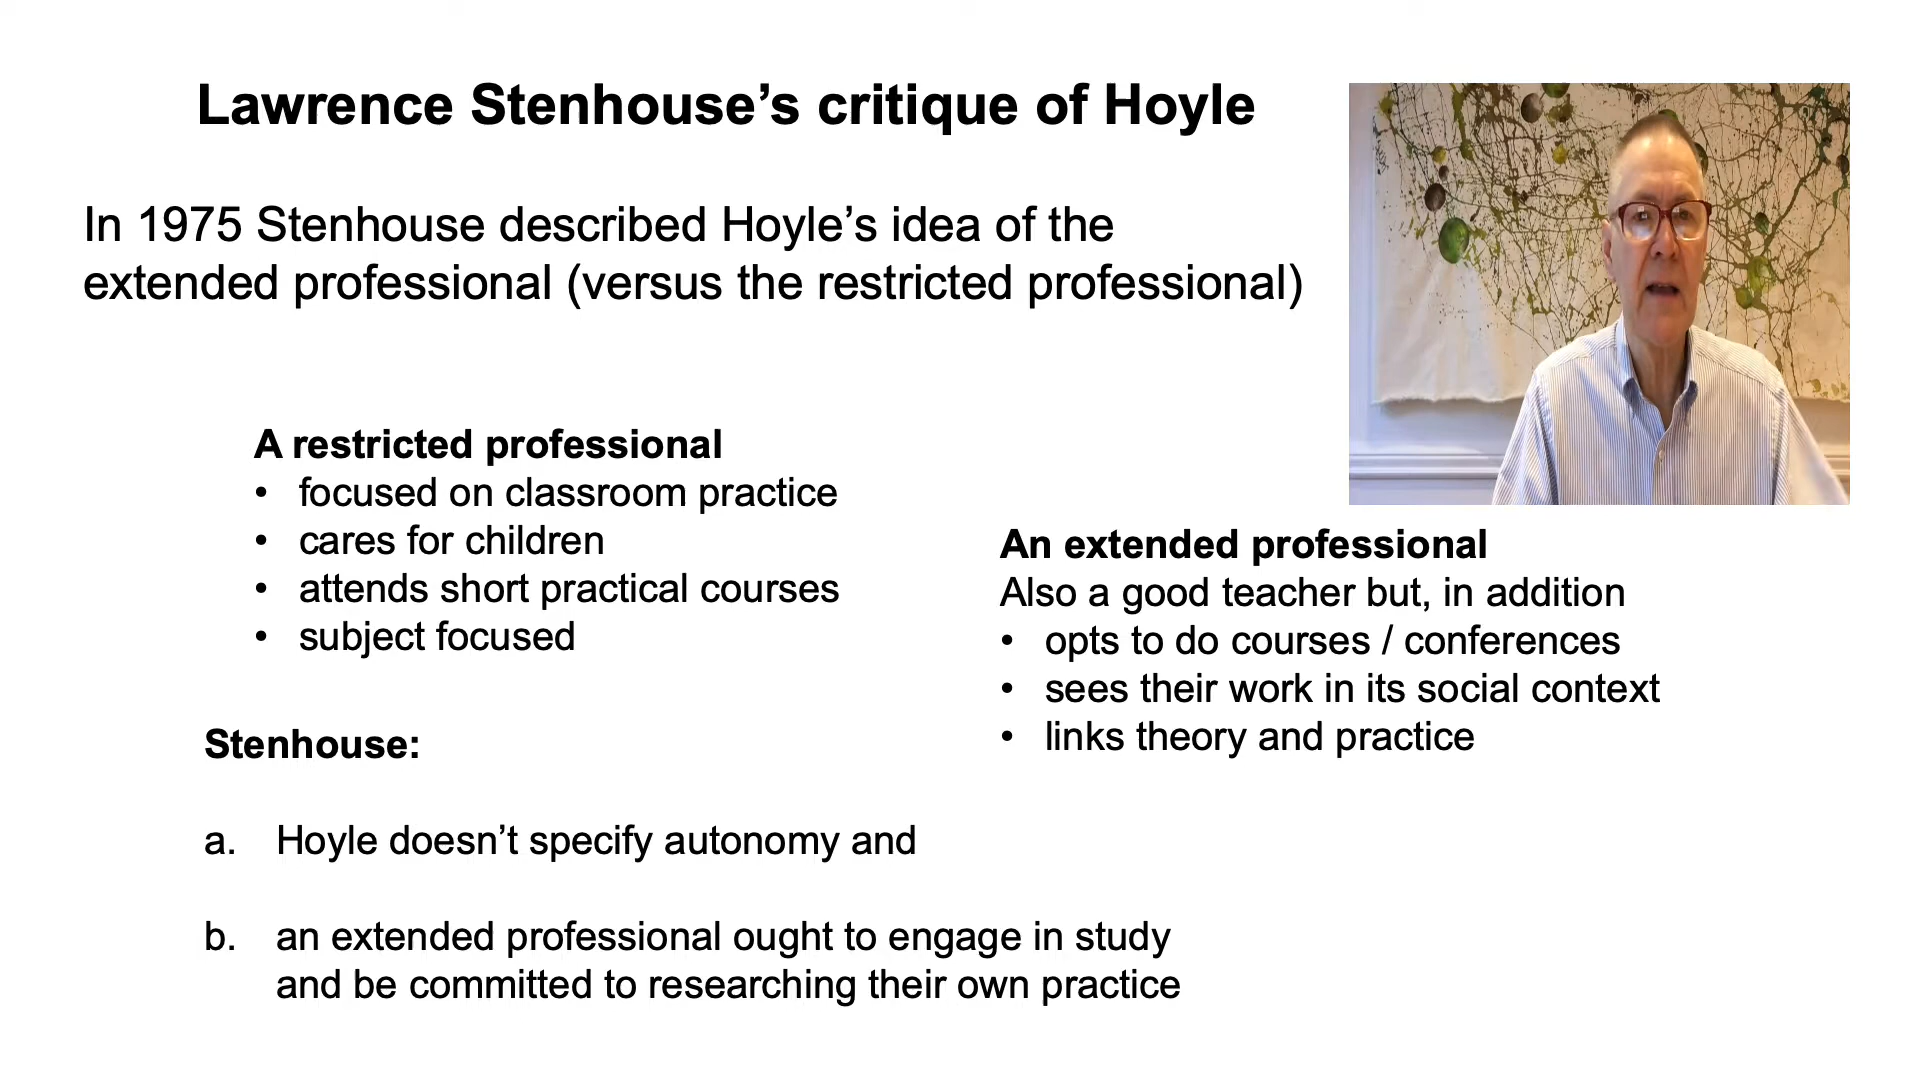 Lawrence Stenhouse’s critique of Hoyle
In 1975 Stenhouse described Hoyle’s idea of the
extended professional (versus the restricted professional)
A restricted professional
• focused on classroom practice
• cares for children
• attends short practical courses
• subject focused
An extended professional
Also a good teacher but, in addition
• opts to do courses / conferences
• sees their work in its social context
• links theory and practice
Stenhouse:
a. Hoyle doesn’t specify autonomy and
b. an extended professional ought to engage in study
and be committed to researching their own practice